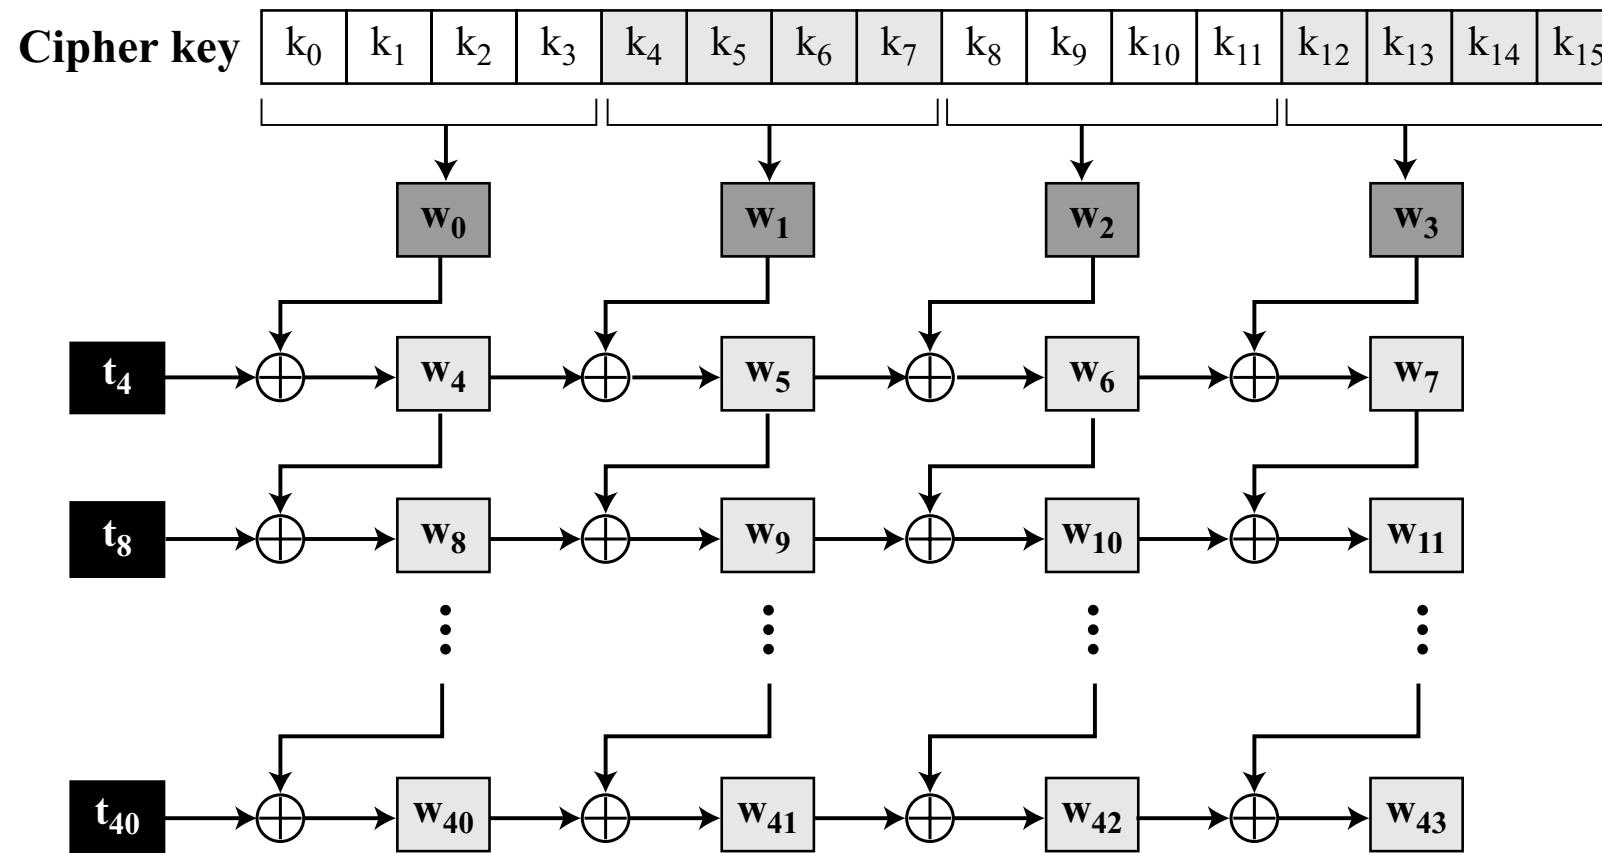 Cipher key k0 k1 k2 k3 k4 k5 k6 k7 k8 k9 k10 k11 k12 k13 k14 k15
w0 w1 w2 w3
t4 w4 w5 w6 w7
t8 w8 w9 w10 w11
t40 w40 w41 w42 w43